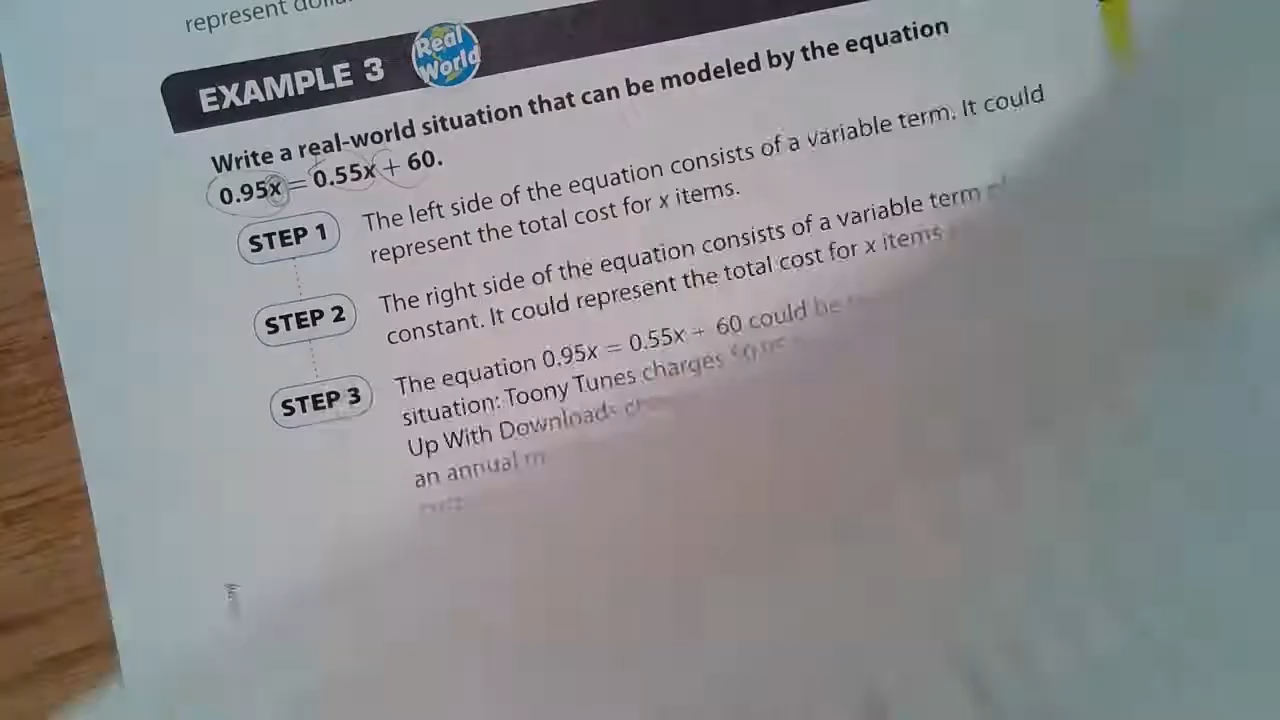 represent
EXAMPLE 3
Real World
Write a real-world situation that can be modeled by the equation
0.95x = 0.55x + 60.
STEP 1
The left side of the equation consists of a variable term. It could
represent the total cost for x items.
STEP 2
The right side of the equation consists of a variable term
constant. It could represent the total cost for x items
STEP 3
The equation 0.95x = 0.55x + 60 could be
situation: Toony Tunes charges
Up With Downloads
an annual